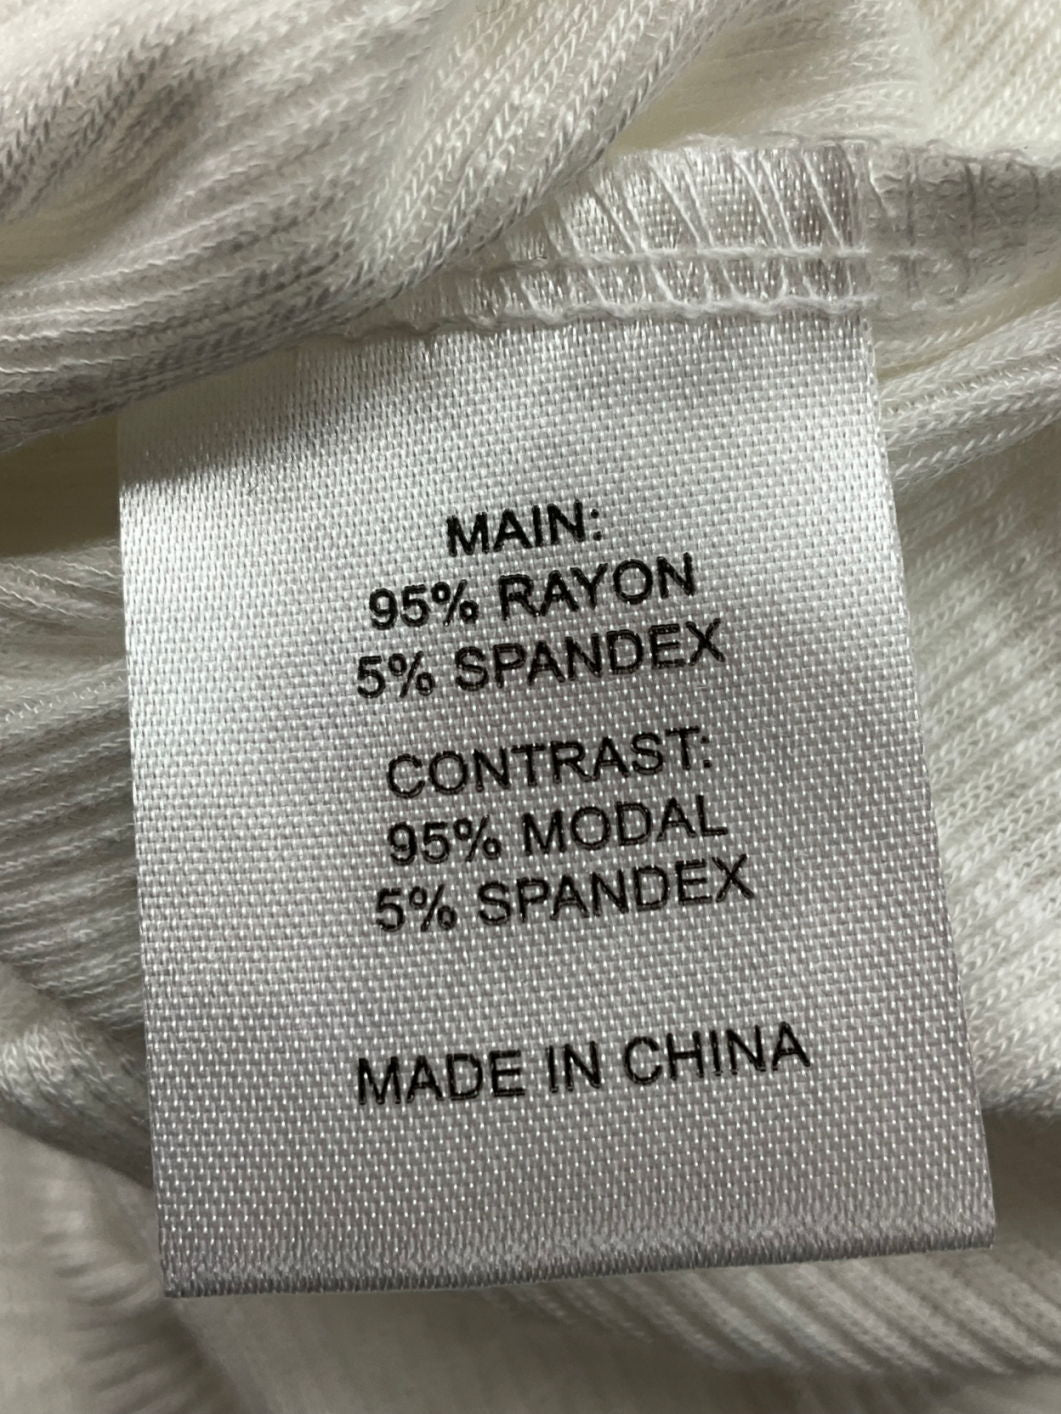 MAIN:
95% RAYON
5% SPANDEX
CONTRAST:
95% MODAL
5% SPANDEX
MADE IN CHINA